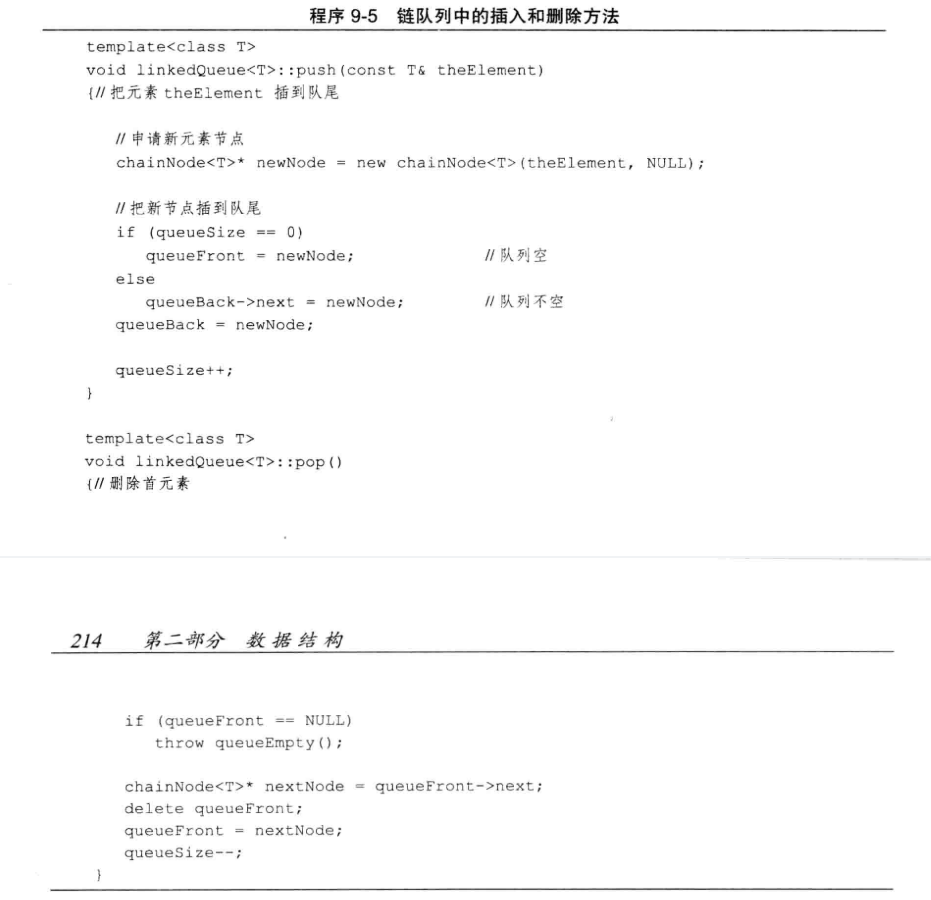 程序 9-5 链队列中的插入和删除方法
template<class T>
void linkedQueue<T>::push(const T& theElement)
{// 把元素 theElement 插到队尾
// 申请新元素节点
chainNode<T>* newNode = new chainNode<T>(theElement, NULL);
// 把新节点插到队尾
if (queueSize == 0)
queueFront = newNode; // 队列空
else
queueBack->next = newNode; // 队列不空
queueBack = newNode;
queueSize++;
}
template<class T>
void linkedQueue<T>::pop()
{// 删除首元素
214 第二部分 数据结构
if (queueFront == NULL)
throw queueEmpty();
chainNode<T>* nextNode = queueFront->next;
delete queueFront;
queueFront = nextNode;
queueSize--;
}